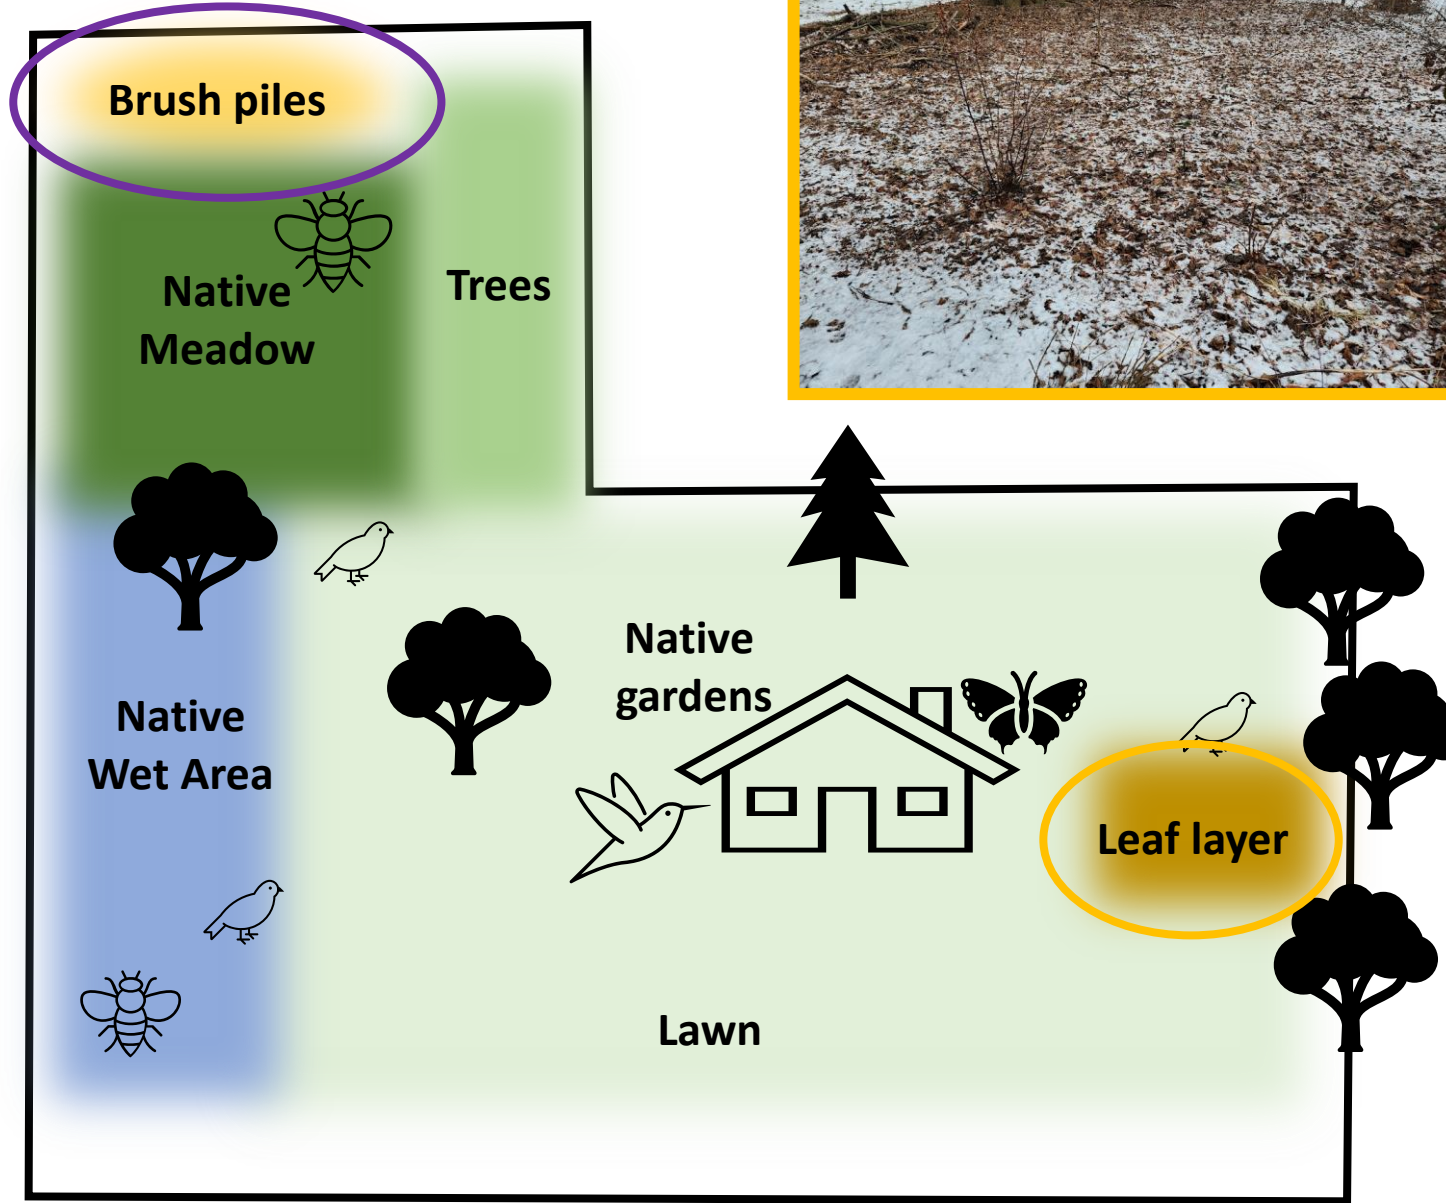 Brush piles
Native
Meadow
Trees
Native
gardens
Native
Wet Area
Leaf layer
Lawn